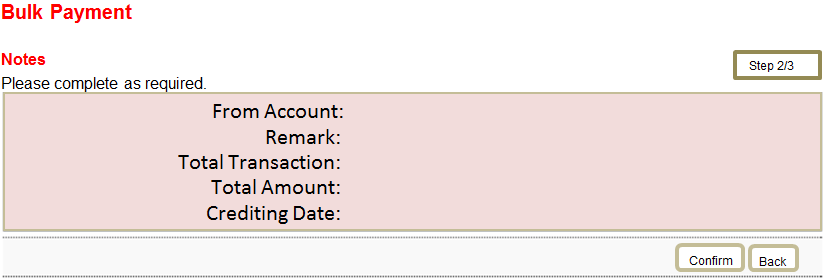 Bulk Payment
Notes
Step 2/3
Please complete as required.
From Account:
Remark:
Total Transaction:
Total Amount:
Crediting Date:
Confirm Back